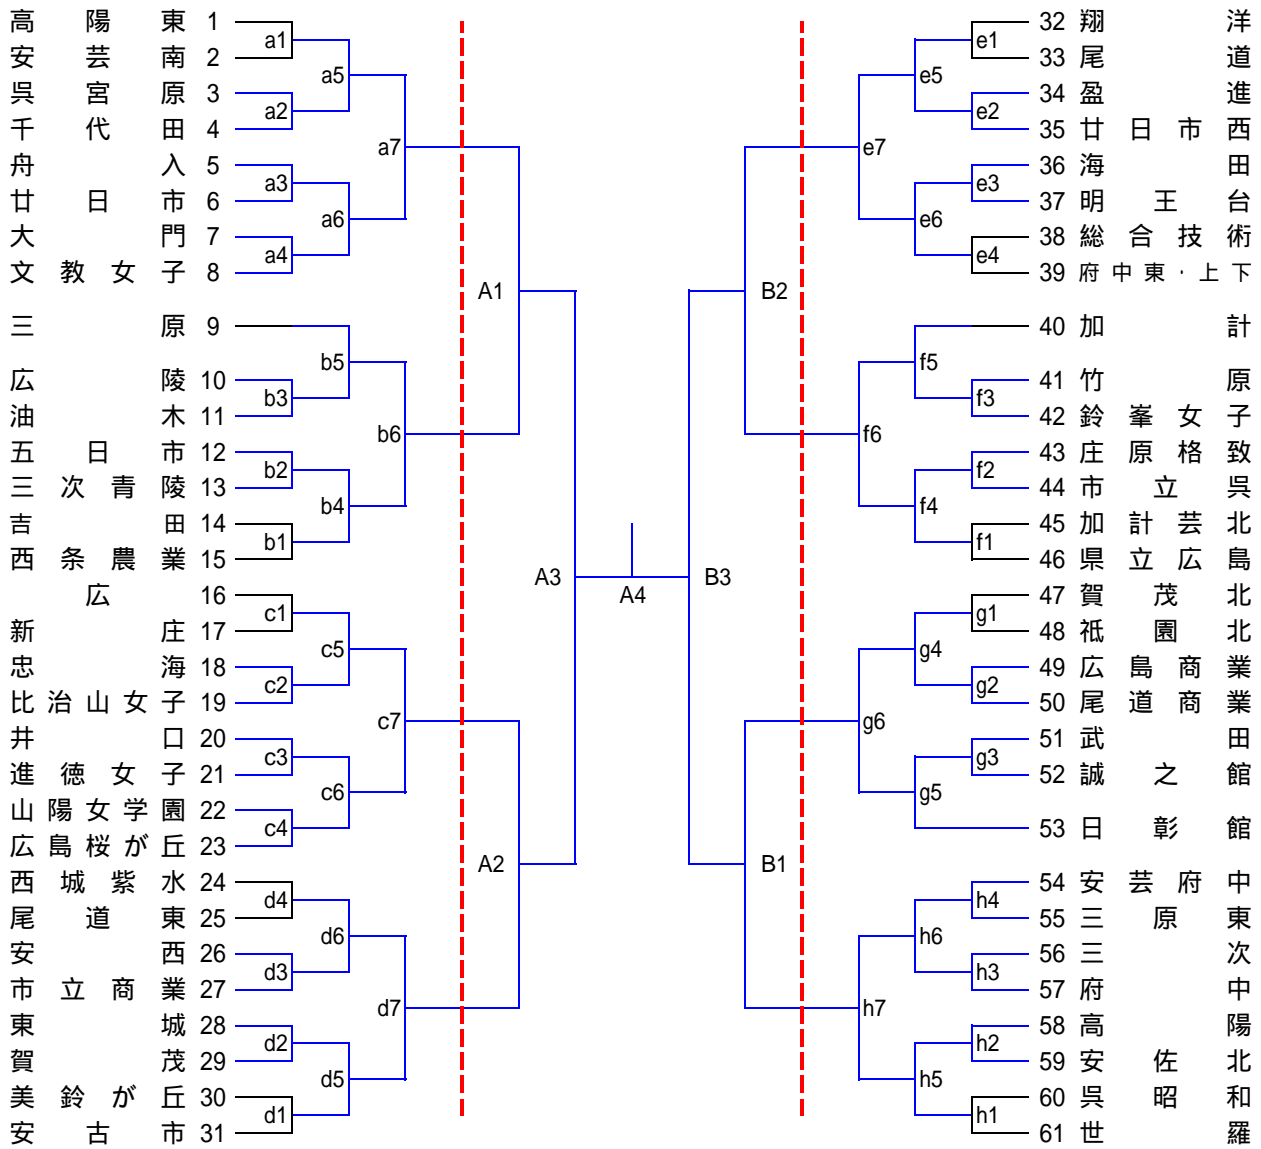 高陽東 1
安芸南 2
呉宮原 3
千代田 4
舟入 5
廿日市 6
大門 7
文教女子 8
三原 9
広陵 10
油木 11
五日市 12
三次青陵 13
吉田 14
西条農業 15
広 16
新庄 17
忠海 18
比治山女子 19
井口 20
進徳女子 21
山陽女学園 22
広島桜が丘 23
西城紫水 24
尾道東 25
安西 26
市立商業 27
東城 28
賀茂 29
美鈴が丘 30
安古市 31
a1
a2
a3
a4
b3
b2
b1
c1
c2
c3
c4
d4
d3
d2
d1
a5
a6
b5
b4
c5
c6
d6
d5
a7
b6
c7
d7
A1
A2
A3
A4
B3
B2
B1
e7
f6
g6
h7
e5
e6
f5
f4
g4
g5
h6
h5
e1
e2
e3
e4
f3
f2
f1
g1
g2
g3
h4
h3
h2
h1
32 翔洋
33 尾道
34 盈進
35 廿日市西
36 海田
37 明王台
38 総合技術
39 府中東・上下
40 加計
41 竹原
42 鈴峯女子
43 庄原格致
44 市立呉
45 加計芸北
46 県立広島
47 賀茂北
48 祇園北
49 広島商業
50 尾道商業
51 武田
52 誠之館
53 日彰館
54 安芸府中
55 三原東
56 三次
57 府中
58 高陽
59 安佐北
60 呉昭和
61 世羅